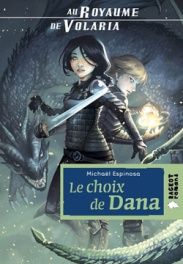 AU ROYAUME
DE VOLARIA
Michaël Espinosa
Le choix
de Dana
RAGEOT
romans